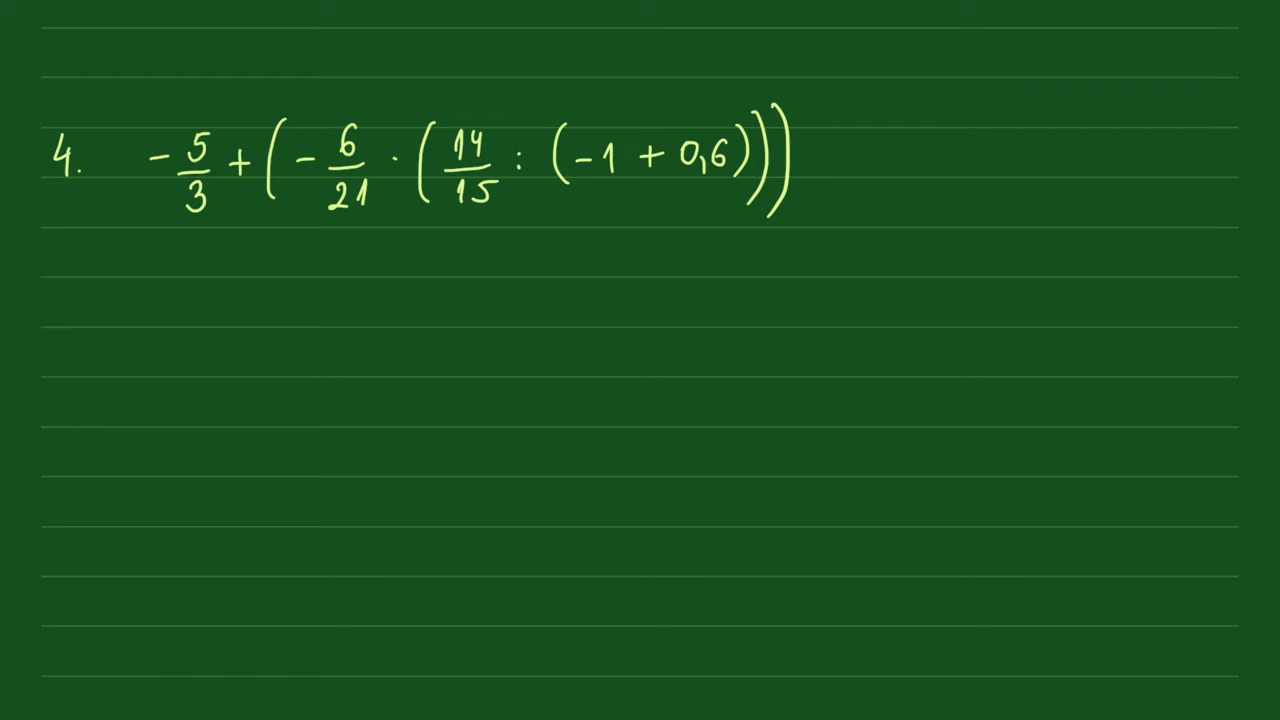 4. -5/3 + (-6/21 · (14/15 : (-1 + 0,6)))